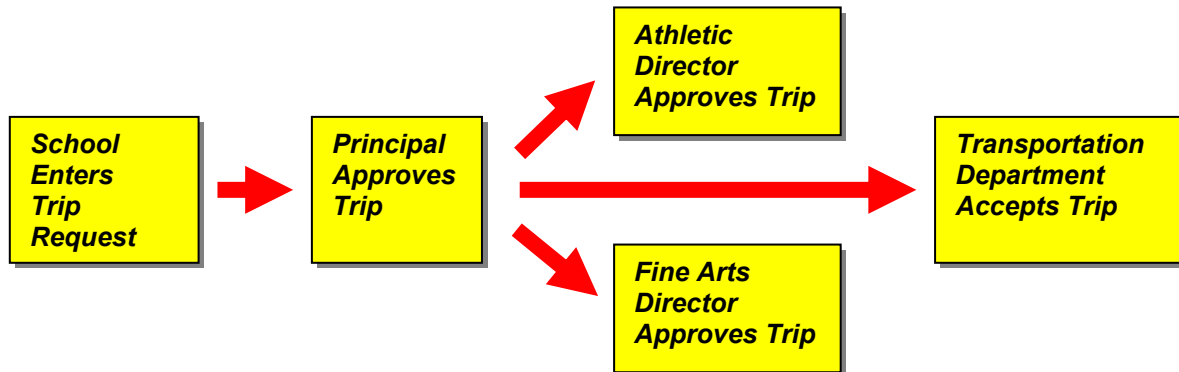 School
Enters
Trip
Request
Principal
Approves
Trip
Athletic
Director
Approves Trip
Fine Arts
Director
Approves Trip
Transportation
Department
Accepts Trip